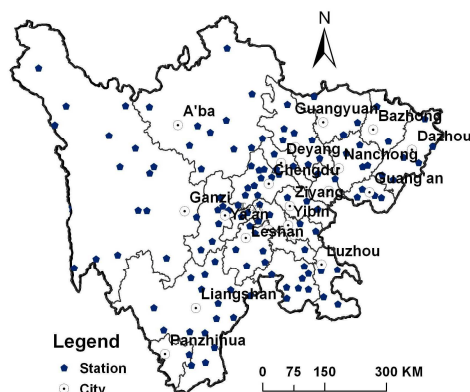 N
A'ba
Guangyuan
Bazhong
Dazhou
Deyang
Nanchong
Chengdu
Guang'an
Ziyang
Ganzi
Ya'an
Yibin
Leshan
Luzhou
Liangshan
Panzhihua
Legend
Station
City
0 75 150 300 KM